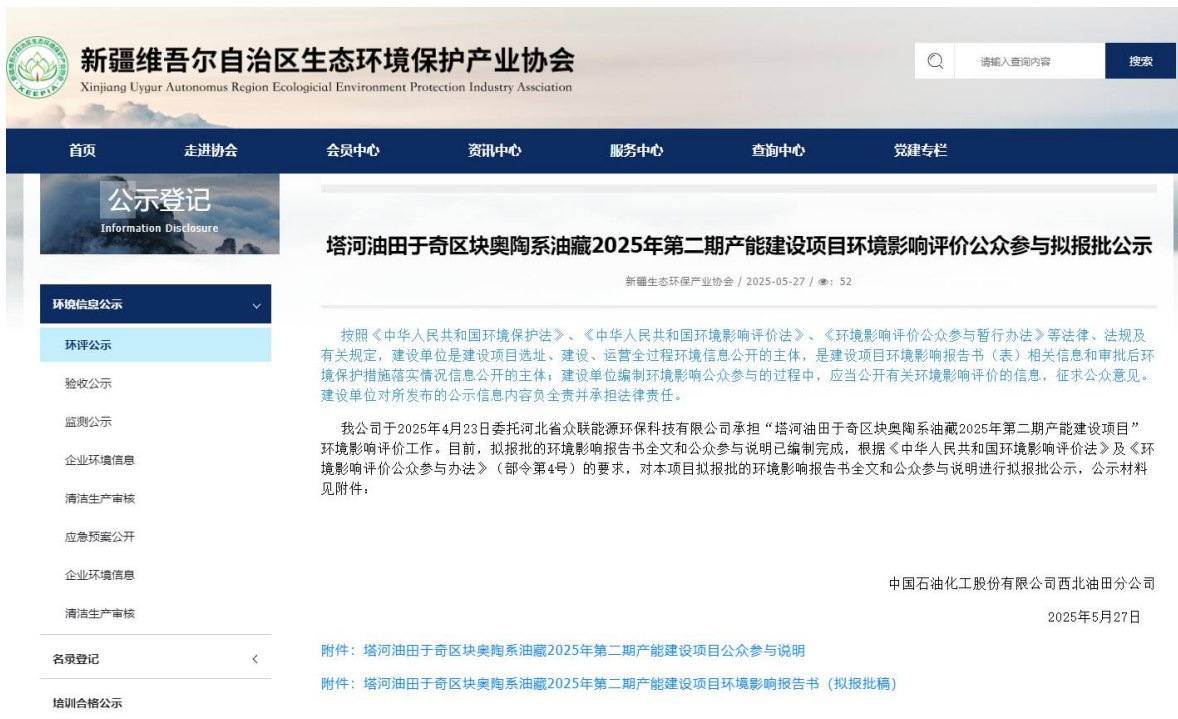 新疆维吾尔自治区生态环境保护产业协会
Xinjiang Uygur Autonomus Region Ecologicial Environment Protection Industry Assciation
XEEPIA
请输入查询内容
搜索
首页 走进协会 会员中心 资讯中心 服务中心 查询中心 党建专栏
公示登记
Information Disclosure
环境信息公示
环评公示
验收公示
监测公示
企业环境信息
清洁生产审核
应急预案公开
企业环境信息
清洁生产审核
名录登记
培训合格公示
塔河油田于奇区块奥陶系油藏2025年第二期产能建设项目环境影响评价公众参与拟报批公示
新疆生态环保产业协会 / 2025-05-27 / : 52
按照《中华人民共和国环境保护法》、《中华人民共和国环境影响评价法》、《环境影响评价公众参与暂行办法》等法律、法规及
有关规定，建设单位是建设项目选址、建设、运营全过程环境信息公开的主体，是建设项目环境影响报告书（表）相关信息和审批后环
境保护措施落实情况信息公开的主体；建设单位编制环境影响公众参与的过程中，应当公开有关环境影响评价的信息，征求公众意见。
建设单位对所发布的公示信息内容负全责并承担法律责任。
我公司于2025年4月23日委托河北省众联能源环保科技有限公司承担“塔河油田于奇区块奥陶系油藏2025年第二期产能建设项目”
环境影响评价工作。目前，拟报批的环境影响报告书全文和公众参与说明已编制完成，根据《中华人民共和国环境影响评价法》及《环
境影响评价公众参与办法》（部令第4号）的要求，对本项目拟报批的环境影响报告书全文和公众参与说明进行拟报批公示，公示材料
见附件：
中国石油化工股份有限公司西北油田分公司
2025年5月27日
附件：塔河油田于奇区块奥陶系油藏2025年第二期产能建设项目公众参与说明
附件：塔河油田于奇区块奥陶系油藏2025年第二期产能建设项目环境影响报告书（拟报批稿）